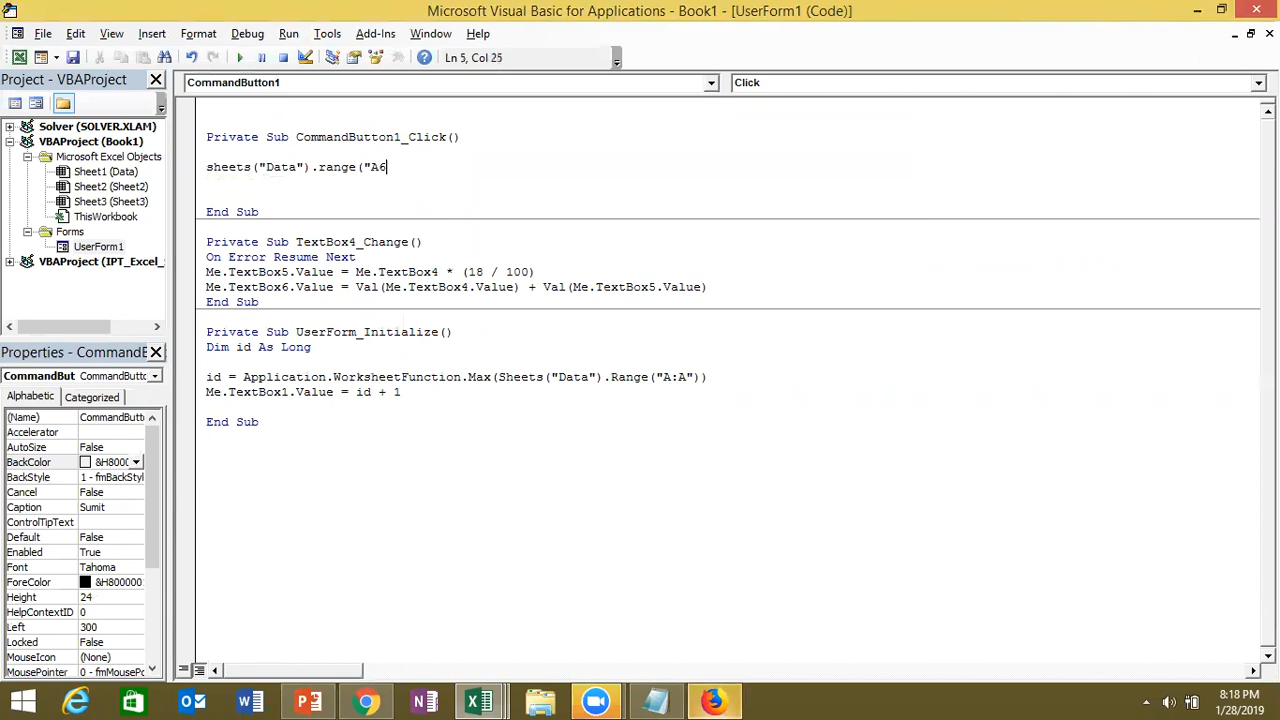 Microsoft Visual Basic for Applications - Book1 - [UserForm1 (Code)]
File Edit View Insert Format Debug Run Tools Add-Ins Window Help
Ln 5, Col 25
Project - VBAProject
CommandButton1
Click
Solver (SOLVER.XLAM)
VBAProject (Book1)
Microsoft Excel Objects
Sheet1 (Data)
Sheet2 (Sheet2)
Sheet3 (Sheet3)
ThisWorkbook
Forms
UserForm1
VBAProject (IPT_Excel_S
Private Sub CommandButton1_Click()
sheets("Data").range("A6
End Sub
Private Sub TextBox4_Change()
On Error Resume Next
Me.TextBox5.Value = Me.TextBox4 * (18 / 100)
Me.TextBox6.Value = Val(Me.TextBox4.Value) + Val(Me.TextBox5.Value)
End Sub
Private Sub UserForm_Initialize()
Dim id As Long
id = Application.WorksheetFunction.Max(Sheets("Data").Range("A:A"))
Me.TextBox1.Value = id + 1
End Sub
Properties - CommandB
CommandBut CommandButto
Alphabetic Categorized
(Name) CommandButt
Accelerator
AutoSize False
BackColor &H8000
BackStyle 1 - fmBackStyl
Cancel False
Caption Sumit
ControlTipText
Default False
Enabled True
Font Tahoma
ForeColor &H800001
Height 24
HelpContextID 0
Left 300
Locked False
MouseIcon (None)
MousePointer 0 - fmMousePo
8:18 PM
1/28/2019